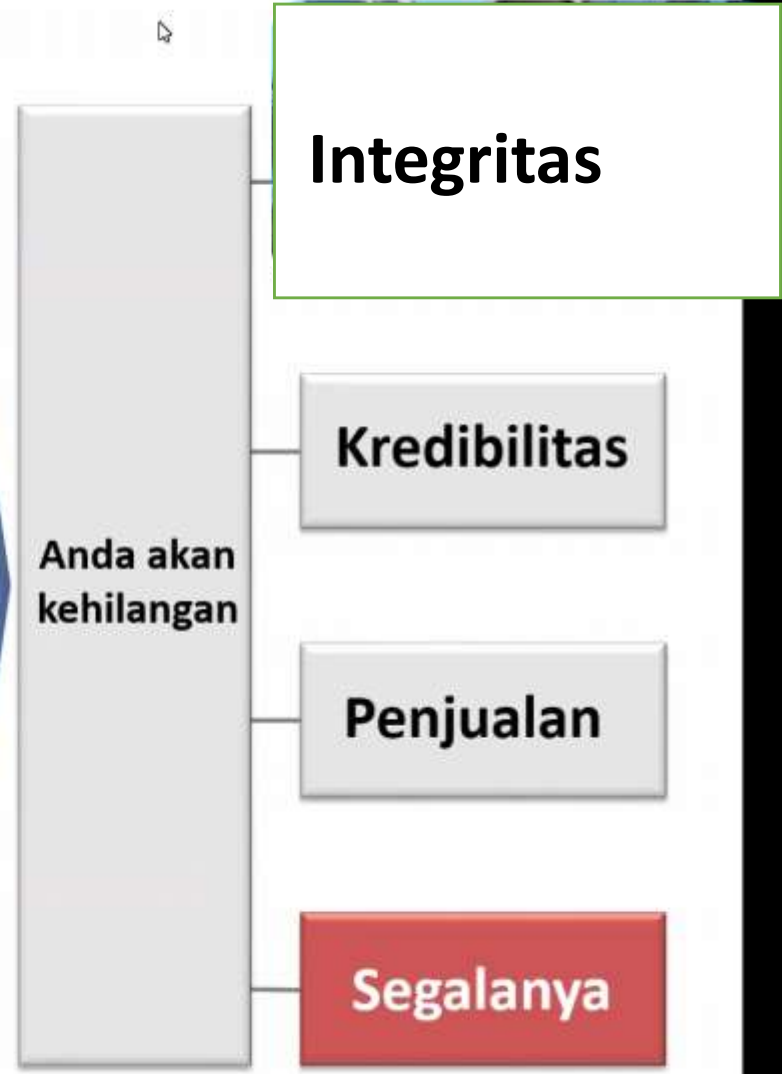 Integritas
Kredibilitas
Anda akan
kehilangan
Penjualan
Segalanya